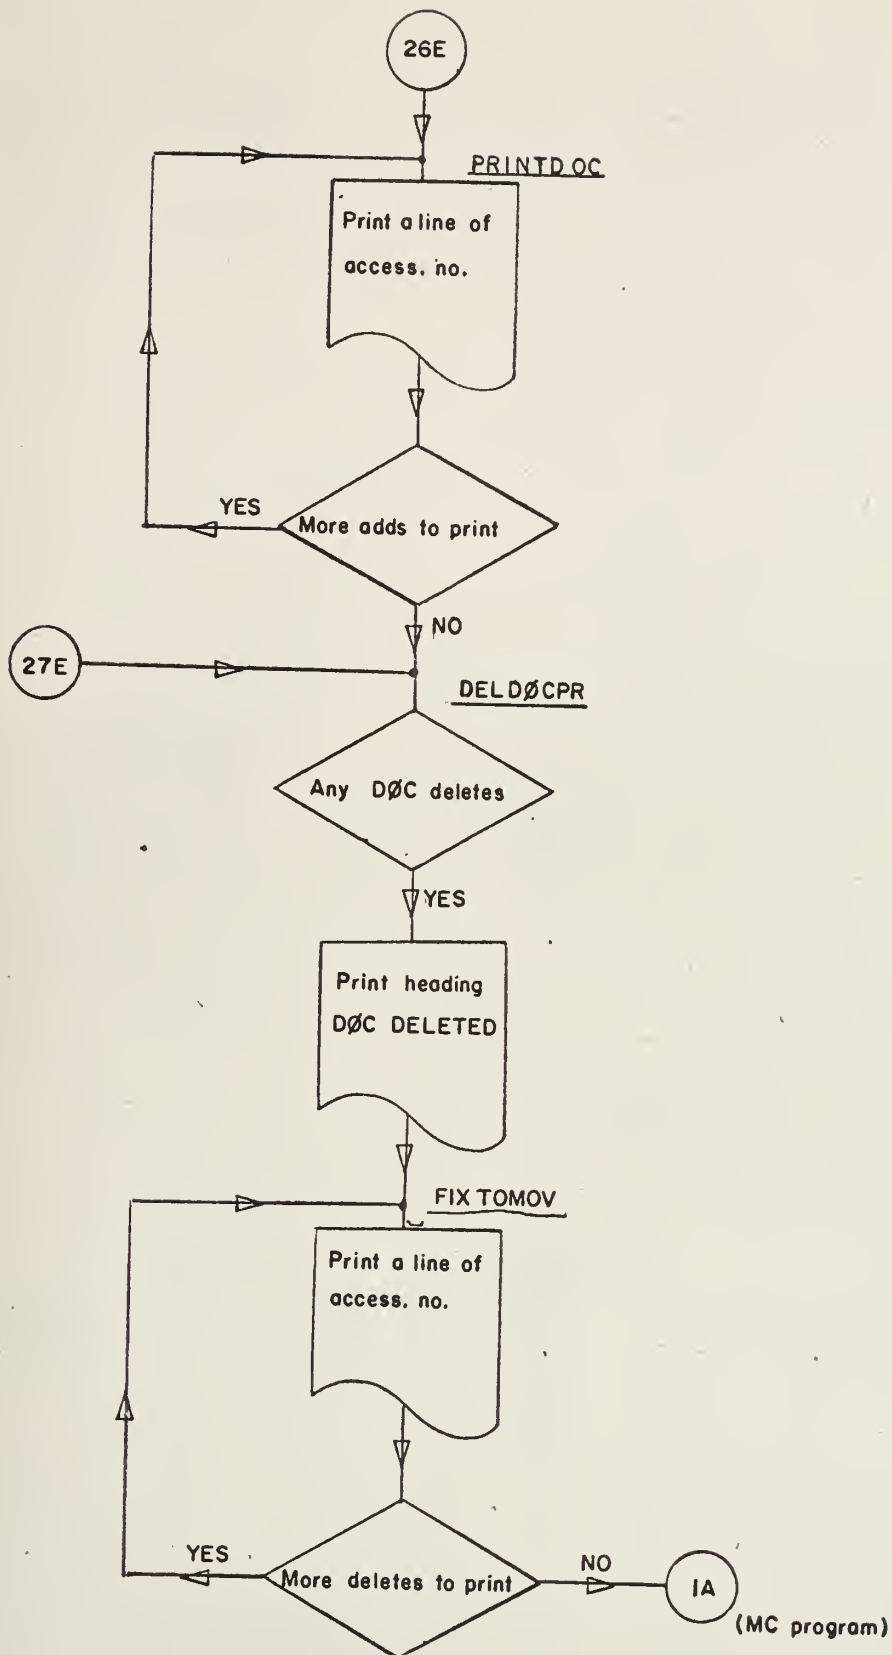 26E
PRINTDOC
Print a line of
access. no.
YES
More adds to print
NO
27E
DELDØCPR
Any DØC deletes
YES
Print heading
DØC DELETED
FIXTOMOV
Print a line of
access. no.
YES
More deletes to print
NO
1A
(MC program)